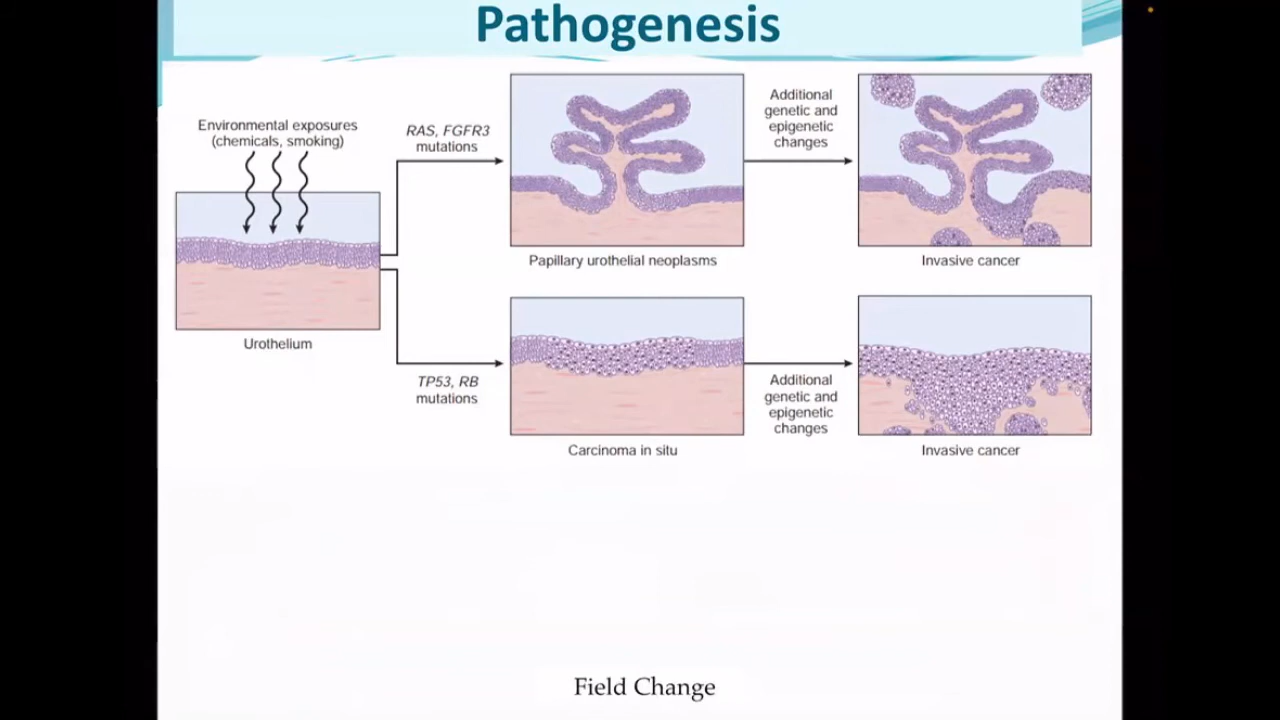 Pathogenesis
Environmental exposures
(chemicals, smoking)
Urothelium
RAS, FGFR3
mutations
Papillary urothelial neoplasms
Additional
genetic and
epigenetic
changes
Invasive cancer
TP53, RB
mutations
Carcinoma in situ
Additional
genetic and
epigenetic
changes
Invasive cancer
Field Change